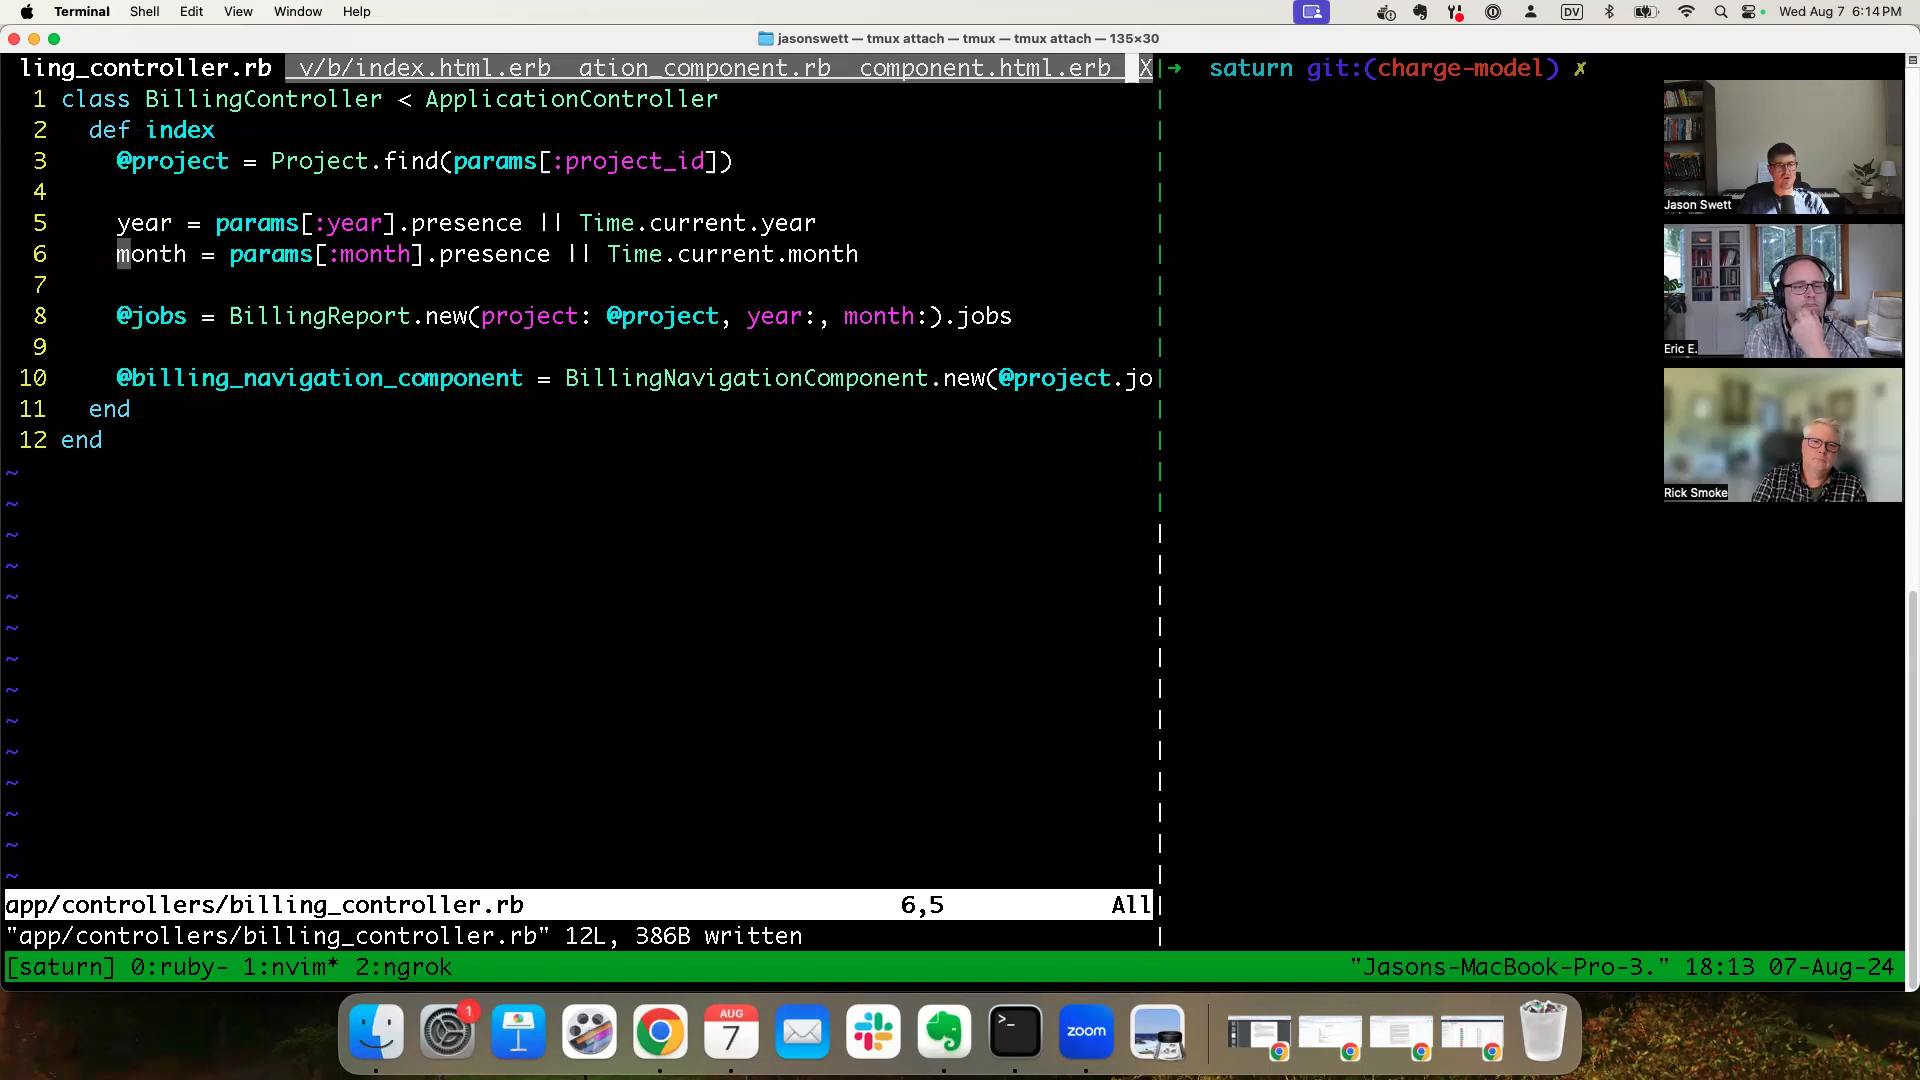 Terminal Shell Edit View Window Help DV Wed Aug 7 6:14 PM
jasonswett — tmux attach — tmux — tmux attach — 135×30
ling_controller.rb v/b/index.html.erb ation_component.rb component.html.erb X
➜ saturn git:(charge-model) ✗
1 class BillingController < ApplicationController
2 def index
3 @project = Project.find(params[:project_id])
4
5 year = params[:year].presence || Time.current.year
6 month = params[:month].presence || Time.current.month
7
8 @jobs = BillingReport.new(project: @project, year:, month:).jobs
9
10 @billing_navigation_component = BillingNavigationComponent.new(@project.jo
11 end
12 end
~
~
~
~
~
~
~
~
~
~
~
~
~
~
Jason Swett
Eric E.
Rick Smoke
app/controllers/billing_controller.rb 6,5 All
"app/controllers/billing_controller.rb" 12L, 386B written
[saturn] 0:ruby- 1:nvim* 2:ngrok "Jasons-MacBook-Pro-3." 18:13 07-Aug-24
1
AUG
7
>_
zoom